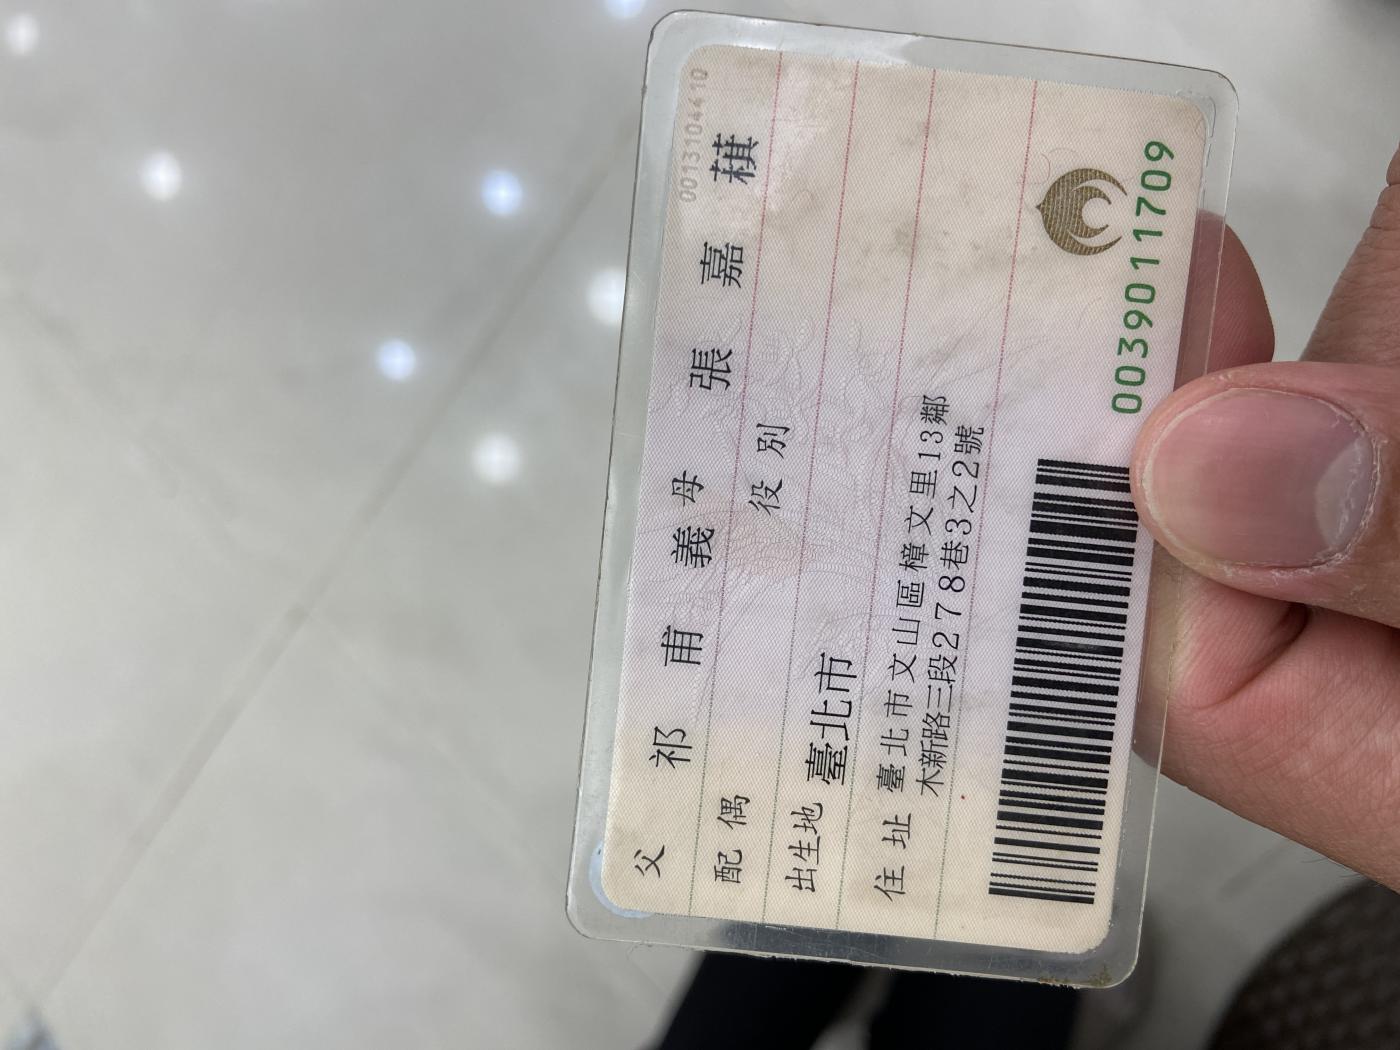 0013104410
父 祁甫義 母 張嘉棋
配偶 役別
出生地 臺北市
住址 臺北市文山區樟文里13鄰
木新路三段278巷3之2號
0039011709